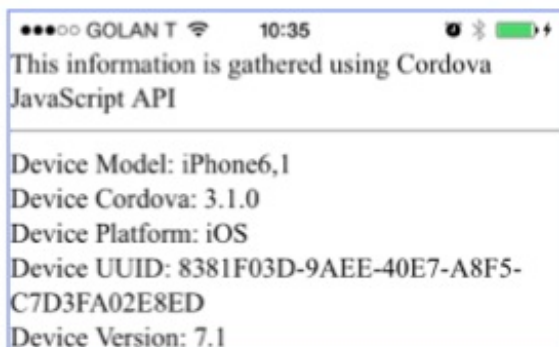 GOLAN T 10:35
This information is gathered using Cordova
JavaScript API
Device Model: iPhone6,1
Device Cordova: 3.1.0
Device Platform: iOS
Device UUID: 8381F03D-9AEE-40E7-A8F5-
C7D3FA02E8ED
Device Version: 7.1